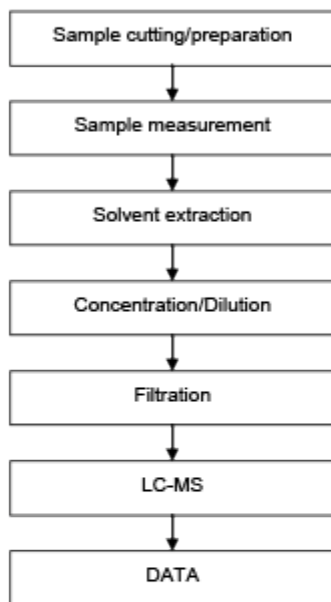 Sample cutting/preparation
Sample measurement
Solvent extraction
Concentration/Dilution
Filtration
LC-MS
DATA